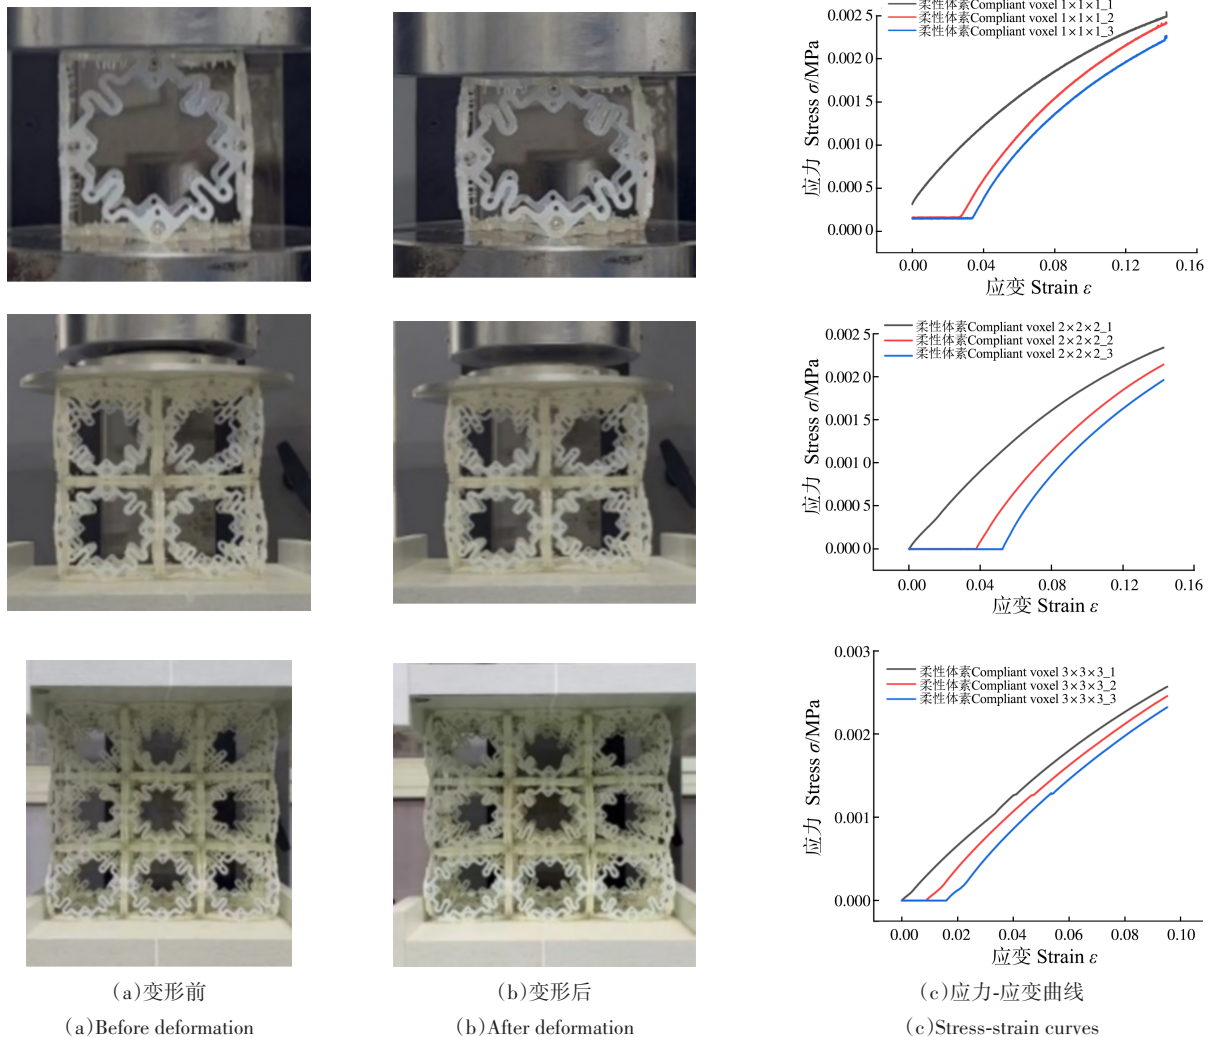 柔性体素Compliant voxel 1×1×1_1
柔性体素Compliant voxel 1×1×1_2
柔性体素Compliant voxel 1×1×1_3
0.002 5
0.002 0
0.001 5
0.001 0
0.000 5
0.000 0
应力 Stress σ/MPa
0.00 0.04 0.08 0.12 0.16
应变 Strain ε
柔性体素Compliant voxel 2×2×2_1
柔性体素Compliant voxel 2×2×2_2
柔性体素Compliant voxel 2×2×2_3
0.002 5
0.002 0
0.001 5
0.001 0
0.000 5
0.000 0
应力 Stress σ/MPa
0.00 0.04 0.08 0.12 0.16
应变 Strain ε
柔性体素Compliant voxel 3×3×3_1
柔性体素Compliant voxel 3×3×3_2
柔性体素Compliant voxel 3×3×3_3
0.003
0.002
0.001
0.000
应力 Stress σ/MPa
0.00 0.02 0.04 0.06 0.08 0.10
应变 Strain ε
(a)变形前
(b)变形后
(c)应力-应变曲线
(a)Before deformation
(b)After deformation
(c)Stress-strain curves